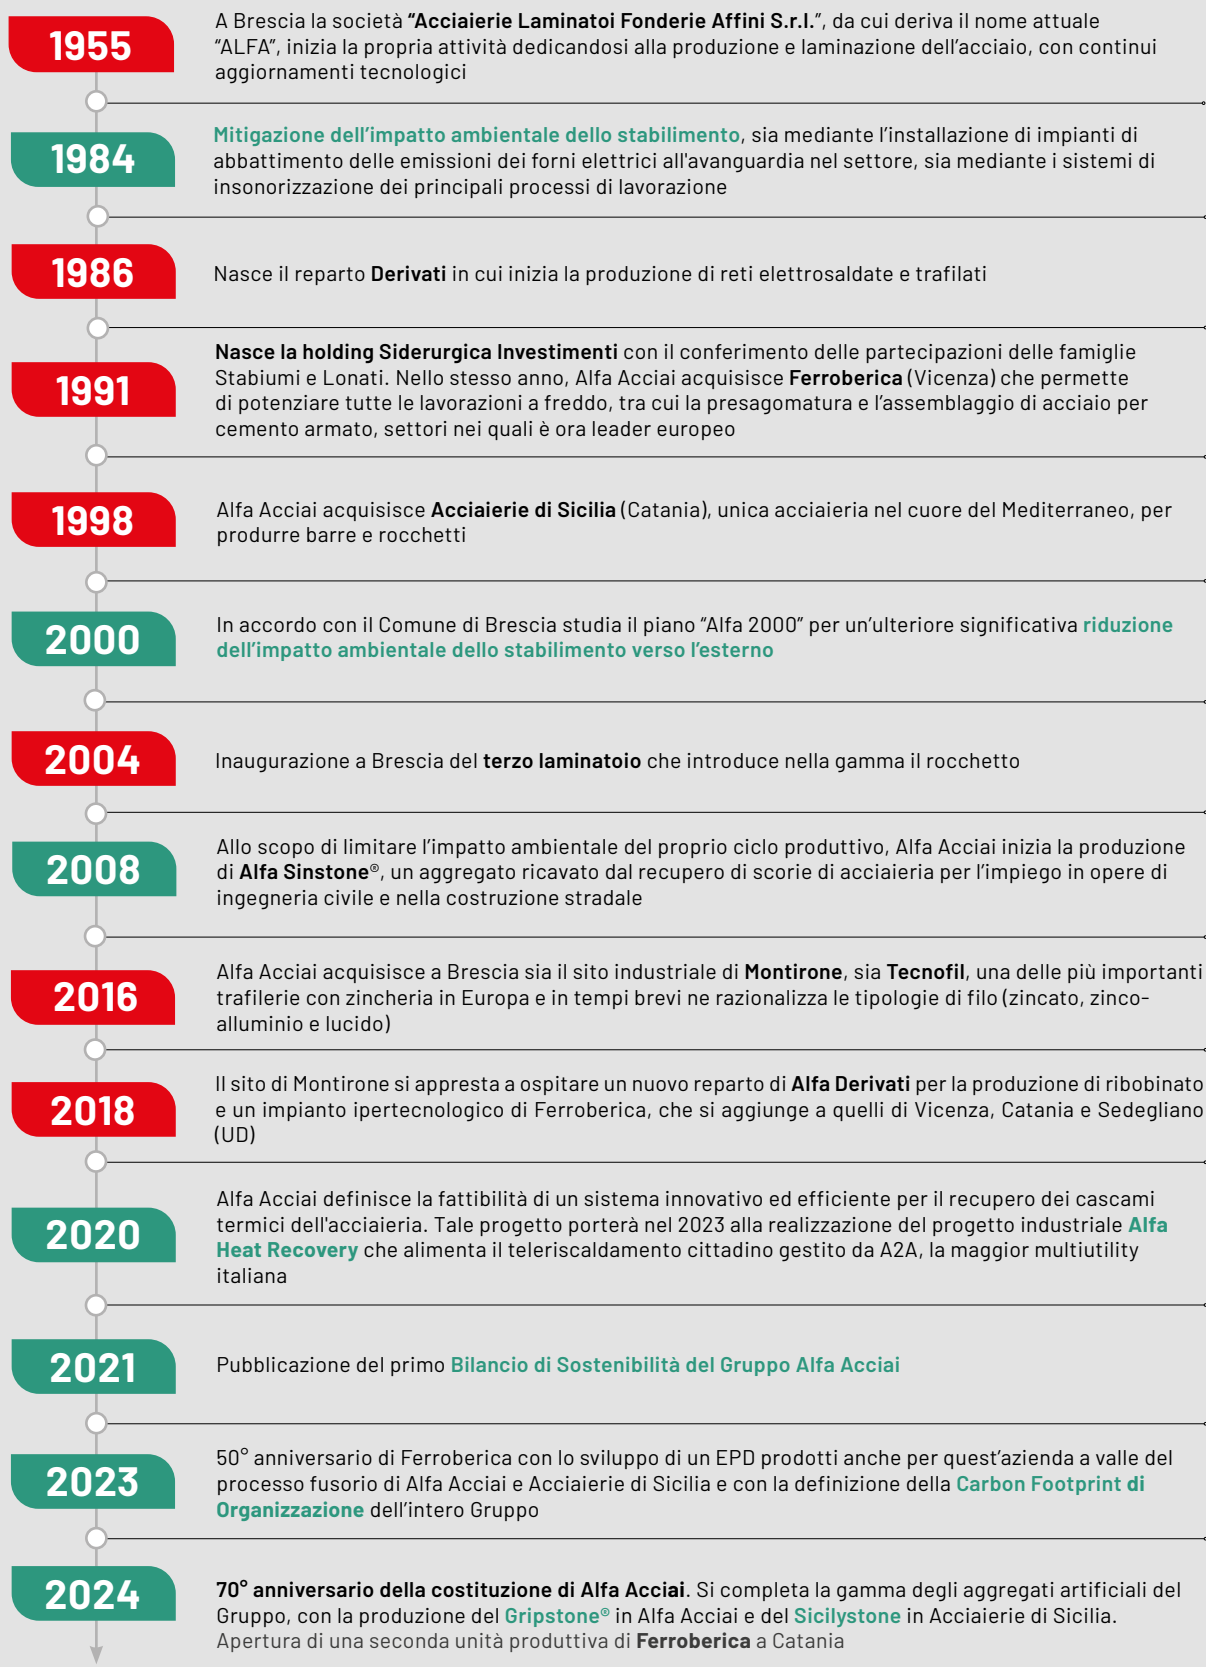 1955
A Brescia la società “Acciaierie Laminatoi Fonderie Affini S.r.l.”, da cui deriva il nome attuale
“ALFA”, inizia la propria attività dedicandosi alla produzione e laminazione dell’acciaio, con continui
aggiornamenti tecnologici
1984
Mitigazione dell’impatto ambientale dello stabilimento, sia mediante l’installazione di impianti di
abbattimento delle emissioni dei forni elettrici all'avanguardia nel settore, sia mediante i sistemi di
insonorizzazione dei principali processi di lavorazione
1986
Nasce il reparto Derivati in cui inizia la produzione di reti elettrosaldate e trafilati
1991
Nasce la holding Siderurgica Investimenti con il conferimento delle partecipazioni delle famiglie
Stabiumi e Lonati. Nello stesso anno, Alfa Acciai acquisisce Ferroberica (Vicenza) che permette
di potenziare tutte le lavorazioni a freddo, tra cui la presagomatura e l’assemblaggio di acciaio per
cemento armato, settori nei quali è ora leader europeo
1998
Alfa Acciai acquisisce Acciaierie di Sicilia (Catania), unica acciaieria nel cuore del Mediterraneo, per
produrre barre e rocchetti
2000
In accordo con il Comune di Brescia studia il piano “Alfa 2000” per un’ulteriore significativa riduzione
dell’impatto ambientale dello stabilimento verso l’esterno
2004
Inaugurazione a Brescia del terzo laminatoio che introduce nella gamma il rocchetto
2008
Allo scopo di limitare l’impatto ambientale del proprio ciclo produttivo, Alfa Acciai inizia la produzione
di Alfa Sinstone®, un aggregato ricavato dal recupero di scorie di acciaieria per l’impiego in opere di
ingegneria civile e nella costruzione stradale
2016
Alfa Acciai acquisisce a Brescia sia il sito industriale di Montirone, sia Tecnofil, una delle più importanti
trafilerie con zincheria in Europa e in tempi brevi ne razionalizza le tipologie di filo (zincato, zinco-
alluminio e lucido)
2018
Il sito di Montirone si appresta a ospitare un nuovo reparto di Alfa Derivati per la produzione di ribobinato
e un impianto ipertecnologico di Ferroberica, che si aggiunge a quelli di Vicenza, Catania e Sedegliano
(UD)
2020
Alfa Acciai definisce la fattibilità di un sistema innovativo ed efficiente per il recupero dei cascami
termici dell'acciaieria. Tale progetto porterà nel 2023 alla realizzazione del progetto industriale Alfa
Heat Recovery che alimenta il teleriscaldamento cittadino gestito da A2A, la maggior multiutility
italiana
2021
Pubblicazione del primo Bilancio di Sostenibilità del Gruppo Alfa Acciai
2023
50° anniversario di Ferroberica con lo sviluppo di un EPD prodotti anche per quest’azienda a valle del
processo fusorio di Alfa Acciai e Acciaierie di Sicilia e con la definizione della Carbon Footprint di
Organizzazione dell’intero Gruppo
2024
70° anniversario della costituzione di Alfa Acciai. Si completa la gamma degli aggregati artificiali del
Gruppo, con la produzione del Gripstone® in Alfa Acciai e del Sicilystone in Acciaierie di Sicilia.
Apertura di una seconda unità produttiva di Ferroberica a Catania